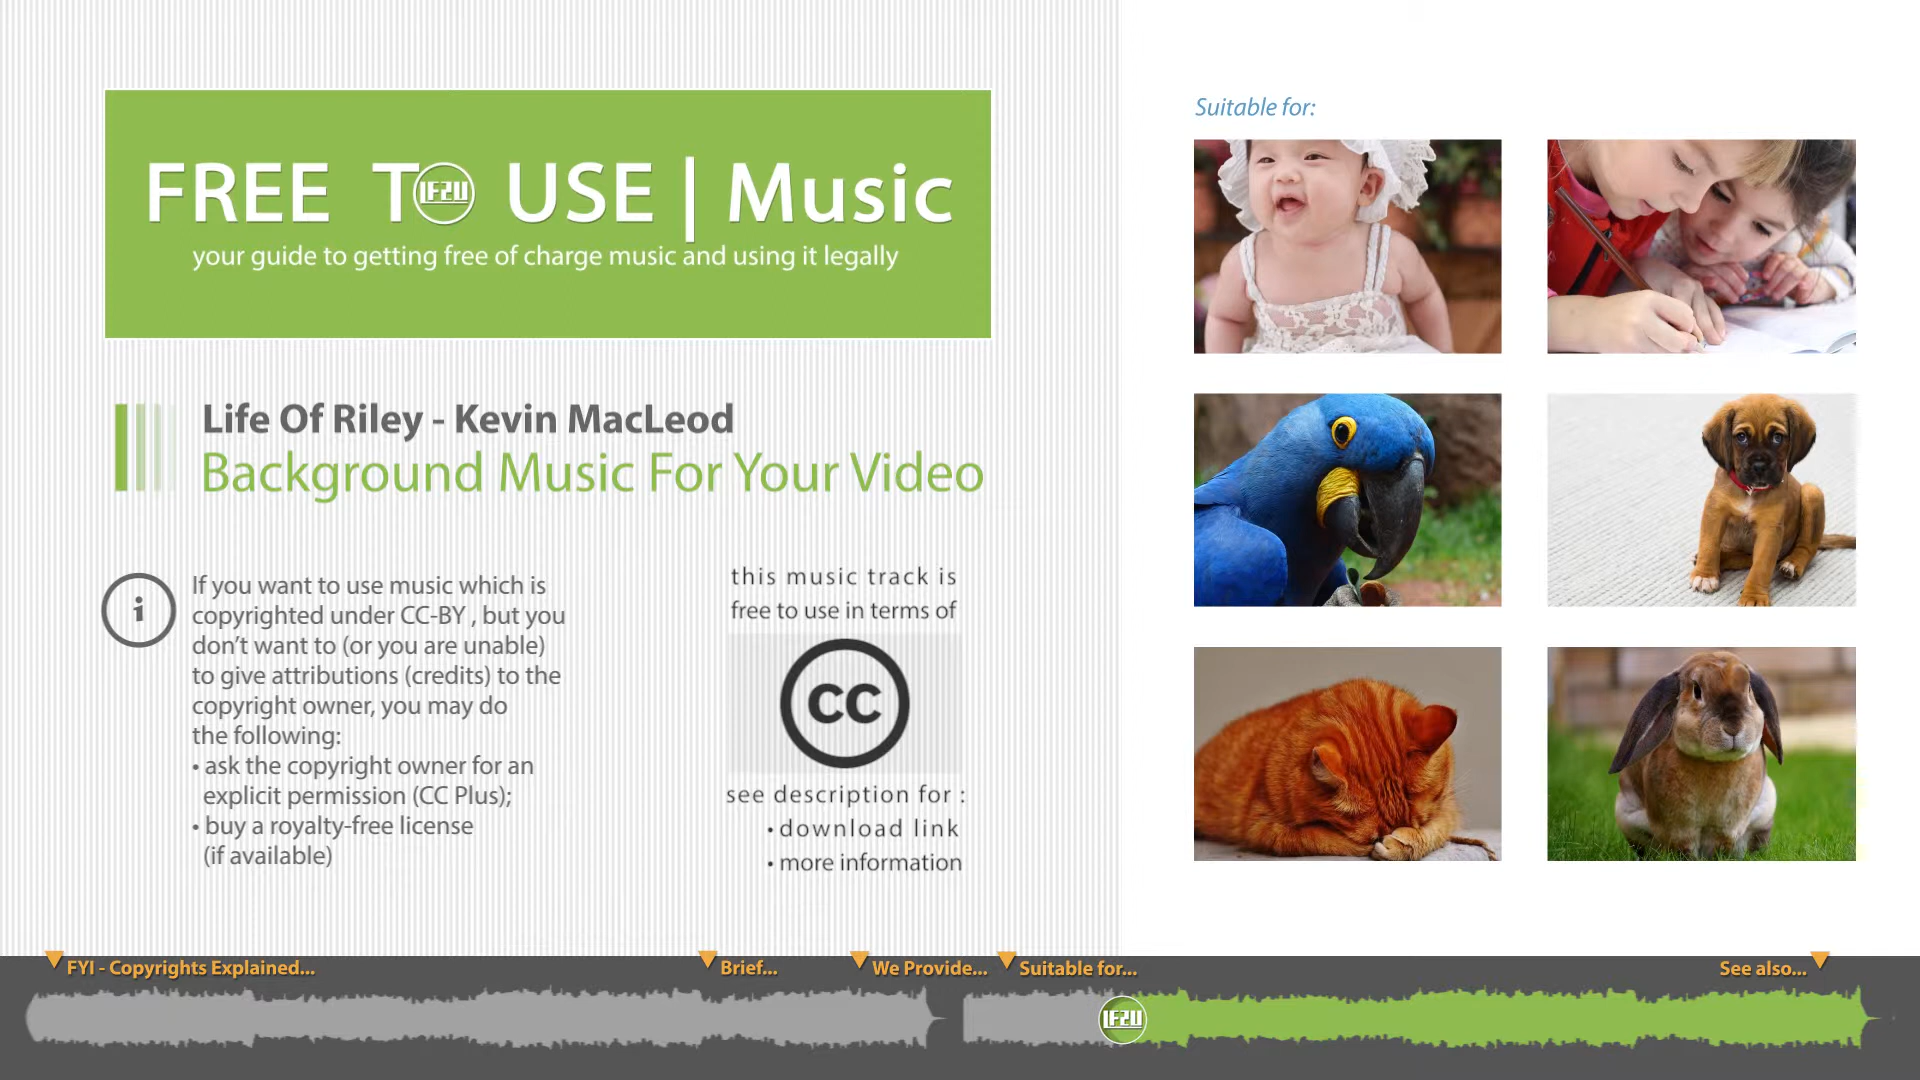 FREE TO USE | Music
LF2U
your guide to getting free of charge music and using it legally
Life Of Riley - Kevin MacLeod
Background Music For Your Video
i
If you want to use music which is
copyrighted under CC-BY , but you
don't want to (or you are unable)
to give attributions (credits) to the
copyright owner, you may do
the following:
• ask the copyright owner for an
explicit permission (CC Plus);
• buy a royalty-free license
(if available)
this music track is
free to use in terms of
CC
see description for :
• download link
• more information
Suitable for:
FYI - Copyrights Explained...
Brief...
We Provide...
Suitable for...
See also...
LF2U